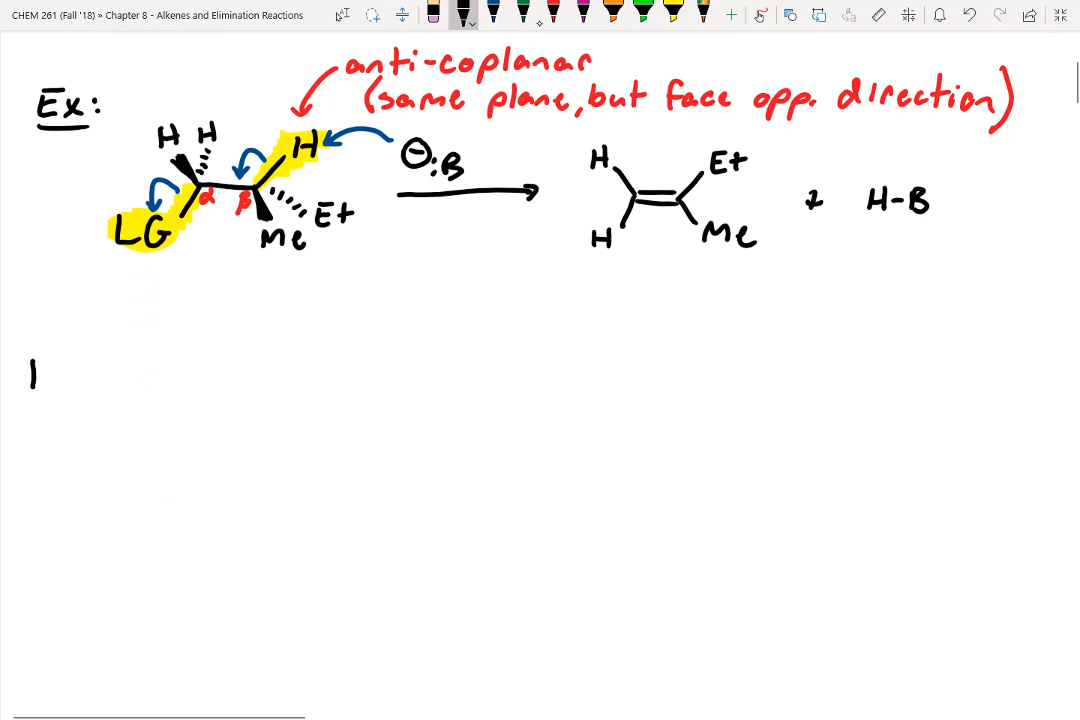 CHEM 261 (Fall '18) » Chapter 8 - Alkenes and Elimination Reactions
anti-coplanar
Ex: (same plane, but face opp. direction)
H H H ⊖:B H Et
α β + H-B
LG Me Et H Me
|